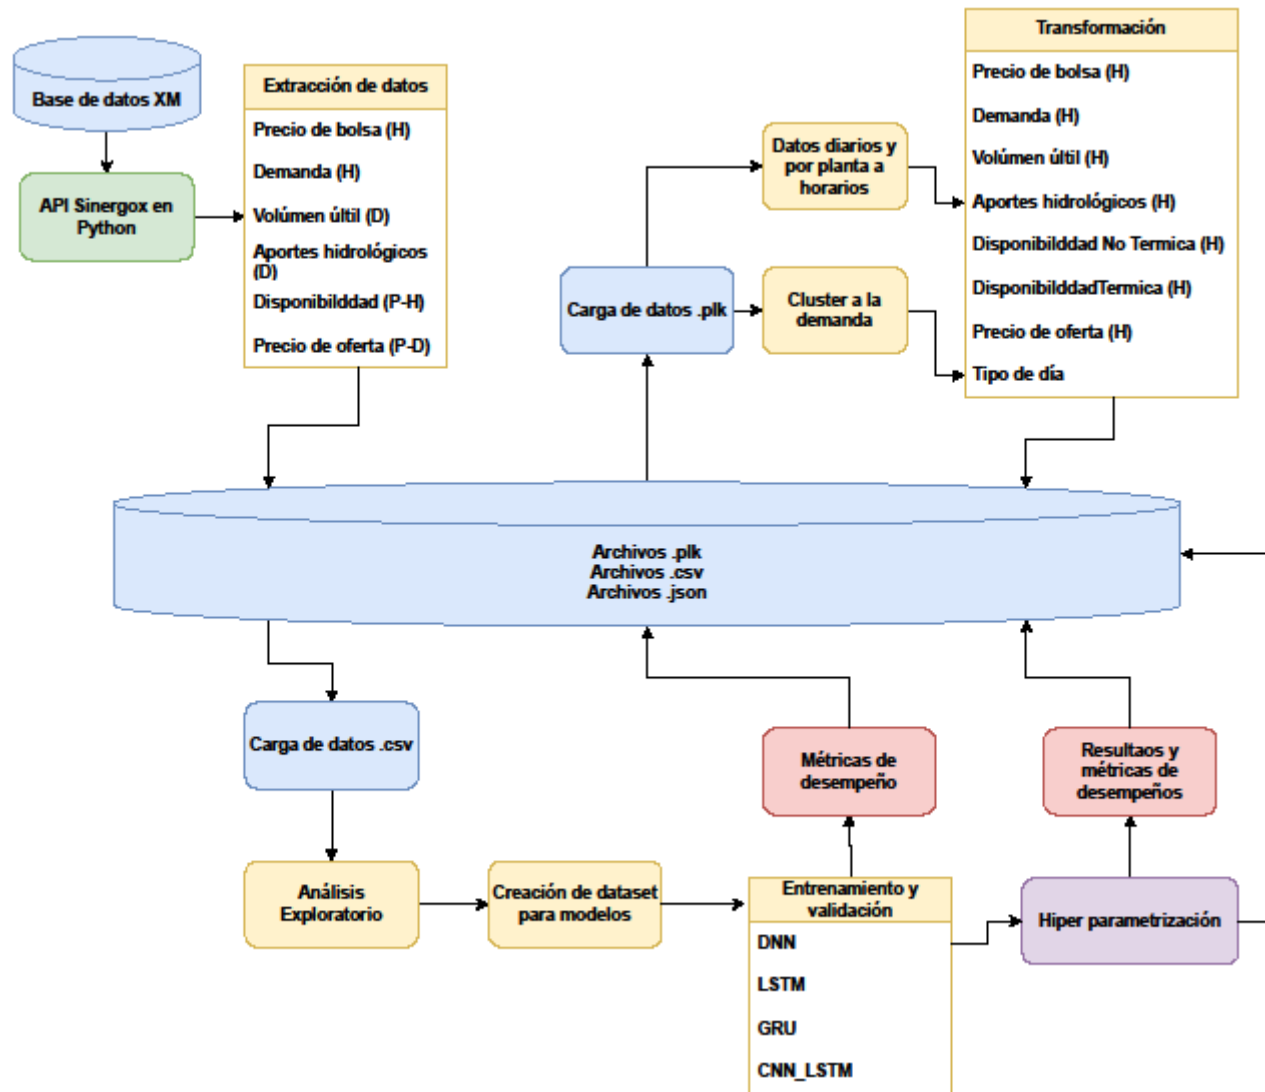 Base de datos XM
API Sinergox en
Python
Extracción de datos
Precio de bolsa (H)
Demanda (H)
Volúmen últil (D)
Aportes hidrológicos
(D)
Disponibilddad (P-H)
Precio de oferta (P-D)
Carga de datos .plk
Datos diarios y
por planta a
horarios
Cluster a la
demanda
Transformación
Precio de bolsa (H)
Demanda (H)
Volúmen últil (H)
Aportes hidrológicos (H)
Disponibilddad No Termica (H)
DisponibilddadTermica (H)
Precio de oferta (H)
Tipo de día
Archivos .plk
Archivos .csv
Archivos .json
Carga de datos .csv
Análisis
Exploratorio
Creación de dataset
para modelos
Métricas de
desempeño
Entrenamiento y
validación
DNN
LSTM
GRU
CNN_LSTM
Resultaos y
métricas de
desempeños
Hiper parametrización